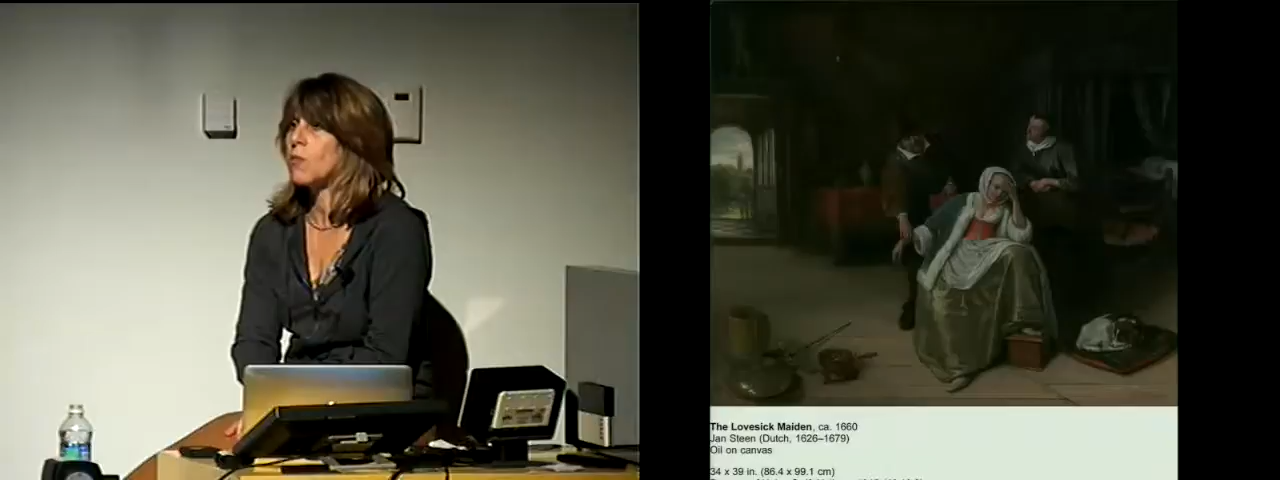 The Lovesick Maiden, ca. 1660
Jan Steen (Dutch, 1626–1679)
Oil on canvas
34 x 39 in. (86.4 x 99.1 cm)